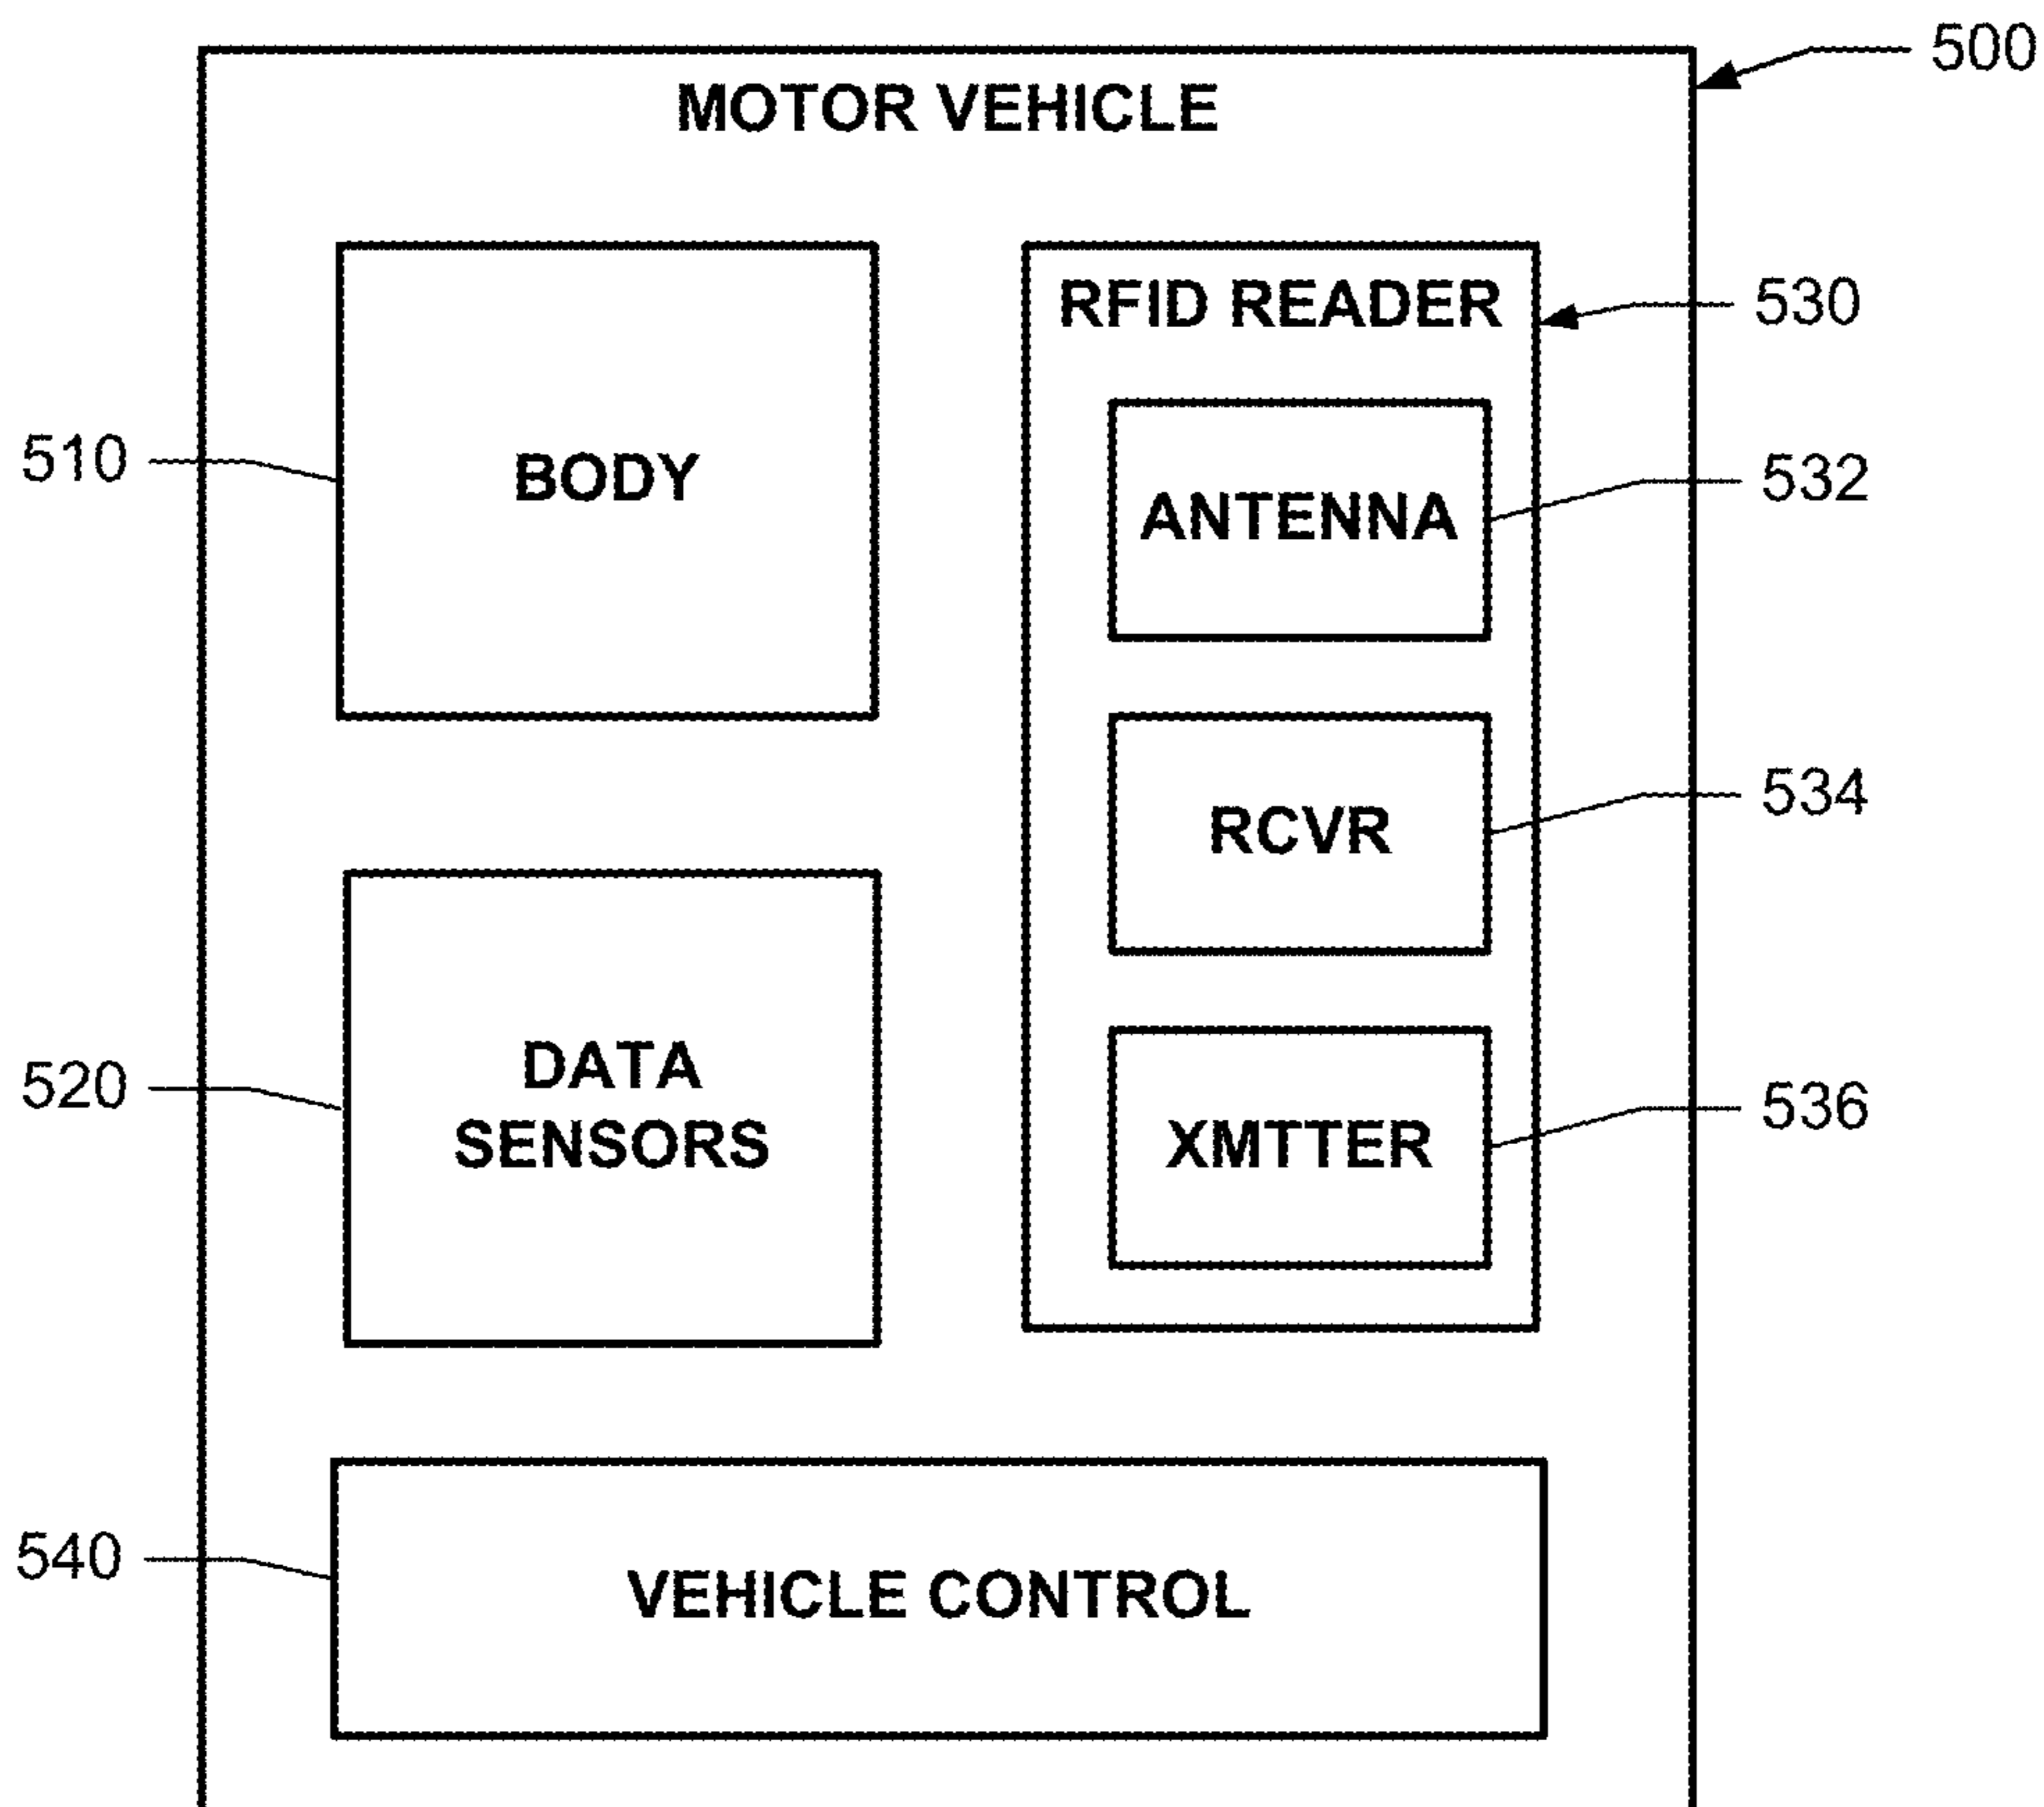 500
MOTOR VEHICLE
RFID READER
530
510
BODY
ANTENNA
532
RCVR
534
520
DATA
SENSORS
XMTTER
536
540
VEHICLE CONTROL